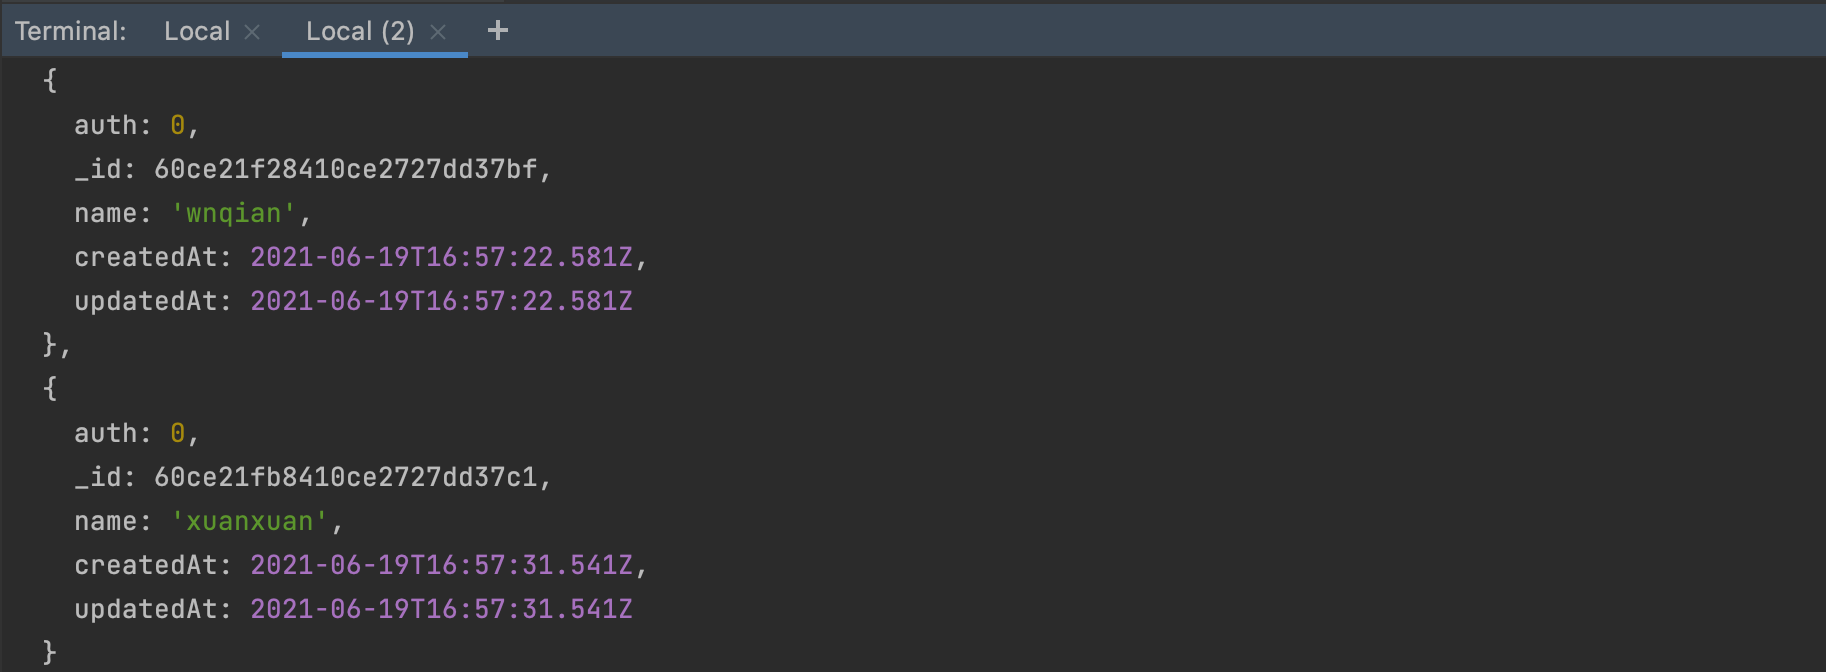 Terminal: Local × Local (2) × +
{
auth: 0,
_id: 60ce21f28410ce2727dd37bf,
name: 'wnqian',
createdAt: 2021-06-19T16:57:22.581Z,
updatedAt: 2021-06-19T16:57:22.581Z
},
{
auth: 0,
_id: 60ce21fb8410ce2727dd37c1,
name: 'xuanxuan',
createdAt: 2021-06-19T16:57:31.541Z,
updatedAt: 2021-06-19T16:57:31.541Z
}